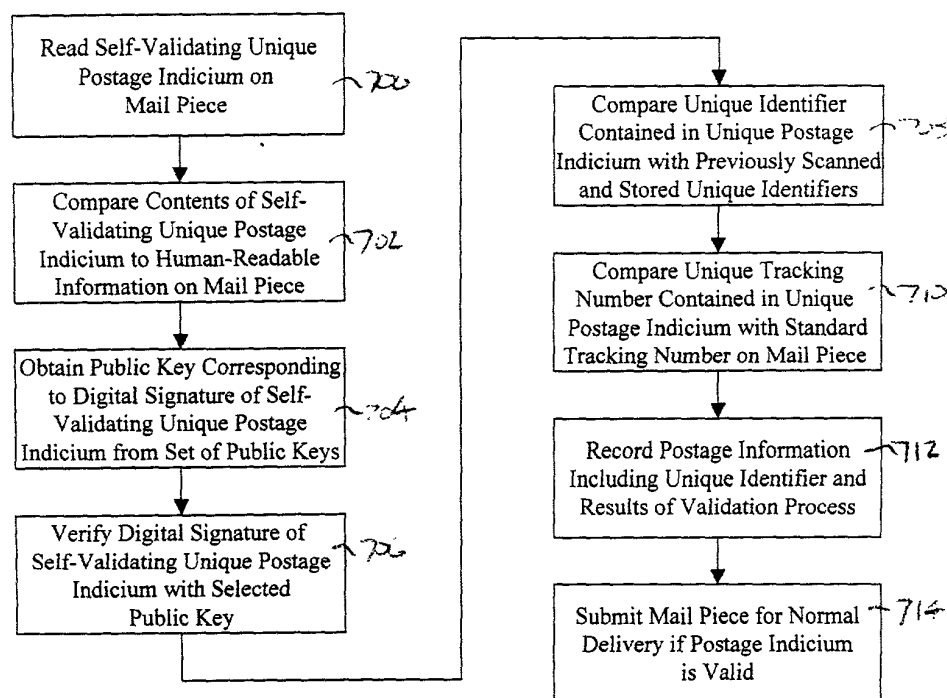 Read Self-Validating Unique
Postage Indicium on
Mail Piece
700
Compare Contents of Self-
Validating Unique Postage
Indicium to Human-Readable
Information on Mail Piece
702
Obtain Public Key Corresponding
to Digital Signature of Self-
Validating Unique Postage
Indicium from Set of Public Keys
704
Verify Digital Signature of
Self-Validating Unique Postage
Indicium with Selected
Public Key
706
Compare Unique Identifier
Contained in Unique Postage
Indicium with Previously Scanned
and Stored Unique Identifiers
Compare Unique Tracking
Number Contained in Unique
Postage Indicium with Standard
Tracking Number on Mail Piece
710
Record Postage Information
Including Unique Identifier and
Results of Validation Process
712
Submit Mail Piece for Normal
Delivery if Postage Indicium
is Valid
714